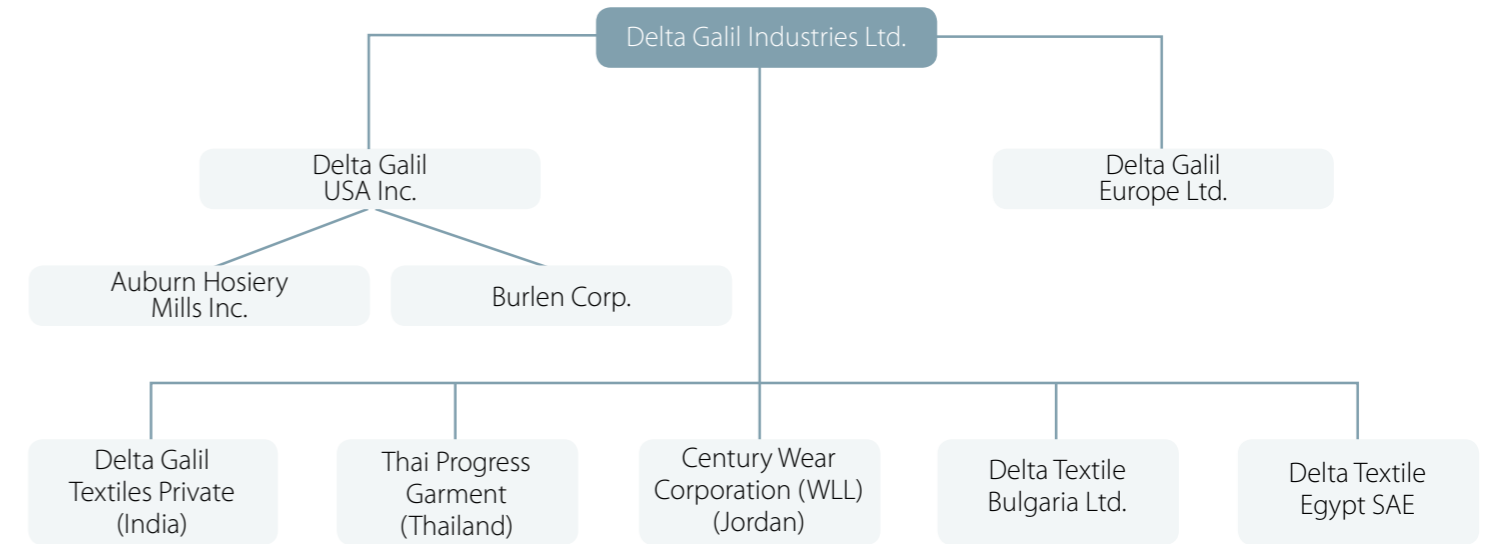 Delta Galil Industries Ltd.
Delta Galil
USA Inc.
Delta Galil
Europe Ltd.
Auburn Hosiery
Mills Inc.
Burlen Corp.
Delta Galil
Textiles Private
(India)
Thai Progress
Garment
(Thailand)
Century Wear
Corporation (WLL)
(Jordan)
Delta Textile
Bulgaria Ltd.
Delta Textile
Egypt SAE